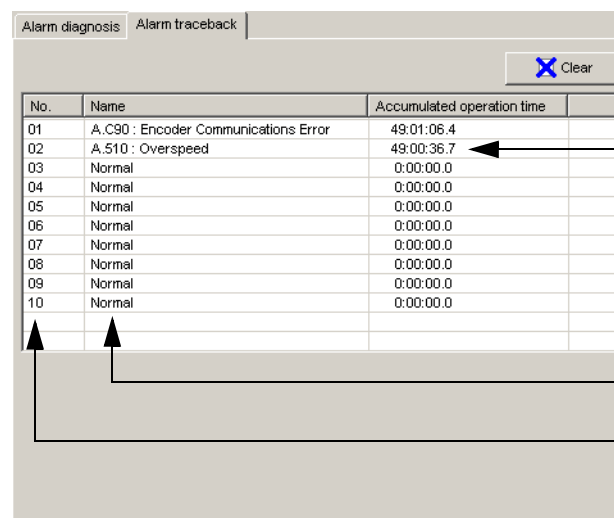 Alarm diagnosis Alarm traceback
Clear
No. Name Accumulated operation time
01 A.C90 : Encoder Communications Error 49:01:06.4
02 A.510 : Overspeed 49:00:36.7
03 Normal 0:00:00.0
04 Normal 0:00:00.0
05 Normal 0:00:00.0
06 Normal 0:00:00.0
07 Normal 0:00:00.0
08 Normal 0:00:00.0
09 Normal 0:00:00.0
10 Normal 0:00:00.0